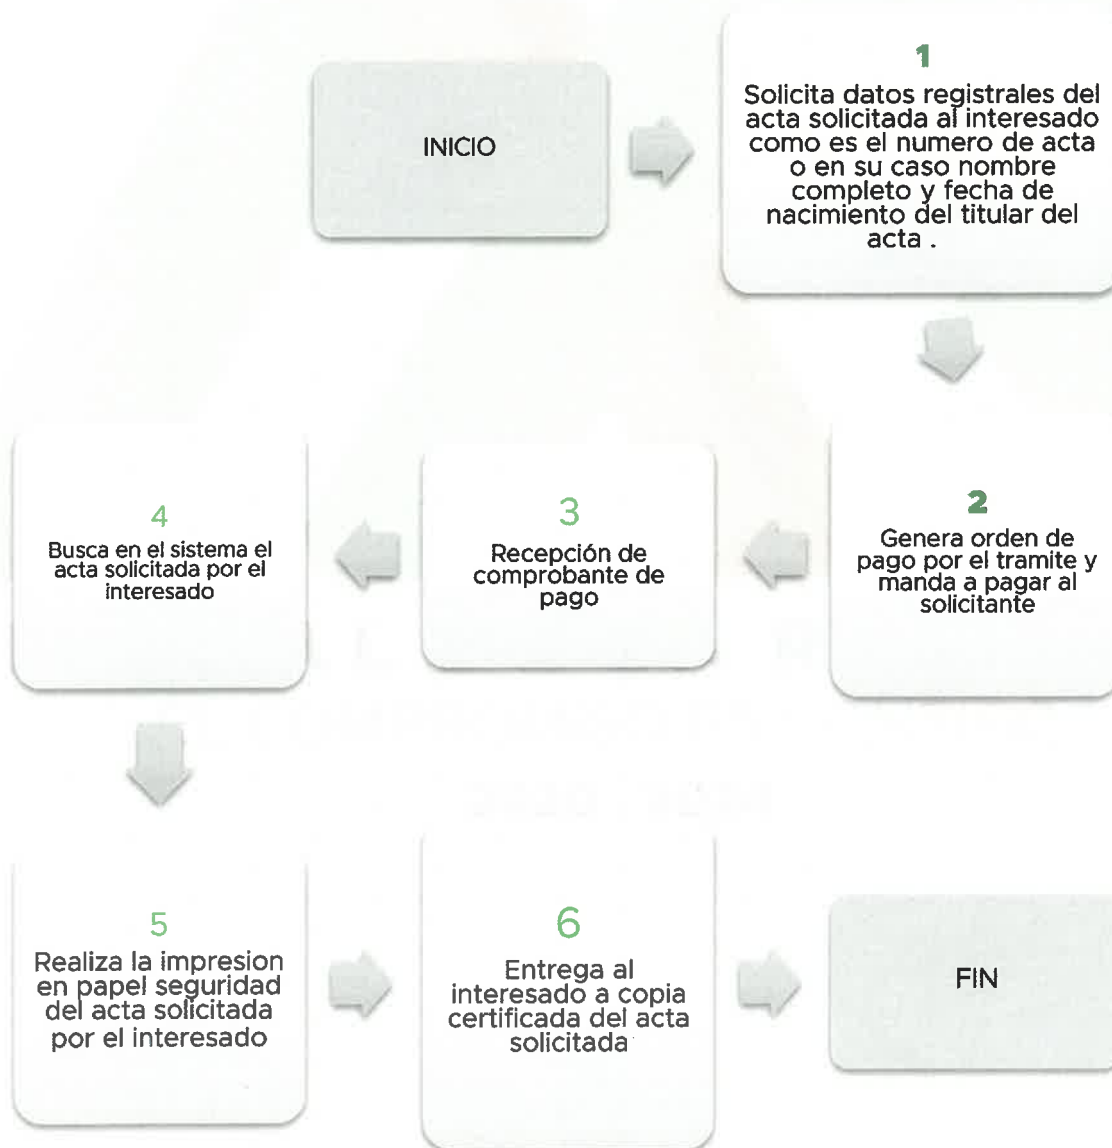 INICIO
1
Solicita datos registrales del
acta solicitada al interesado
como es el numero de acta
o en su caso nombre
completo y fecha de
nacimiento del titular del
acta .
2
Genera orden de
pago por el tramite y
manda a pagar al
solicitante
3
Recepción de
comprobante de
pago
4
Busca en el sistema el
acta solicitada por el
interesado
5
Realiza la impresion
en papel seguridad
del acta solicitada
por el interesado
6
Entrega al
interesado a copia
certificada del acta
solicitada
FIN